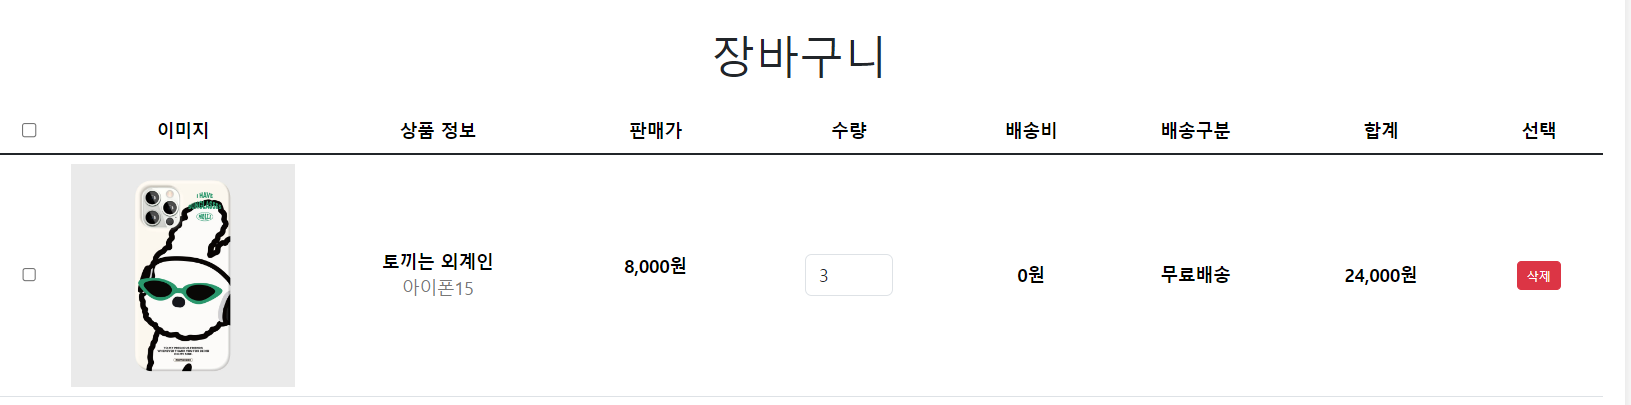 장바구니
이미지 상품 정보 판매가 수량 배송비 배송구분 합계 선택
I HAVE
토끼는 외계인 8,000원 3 0원 무료배송 24,000원 삭제
아이폰15